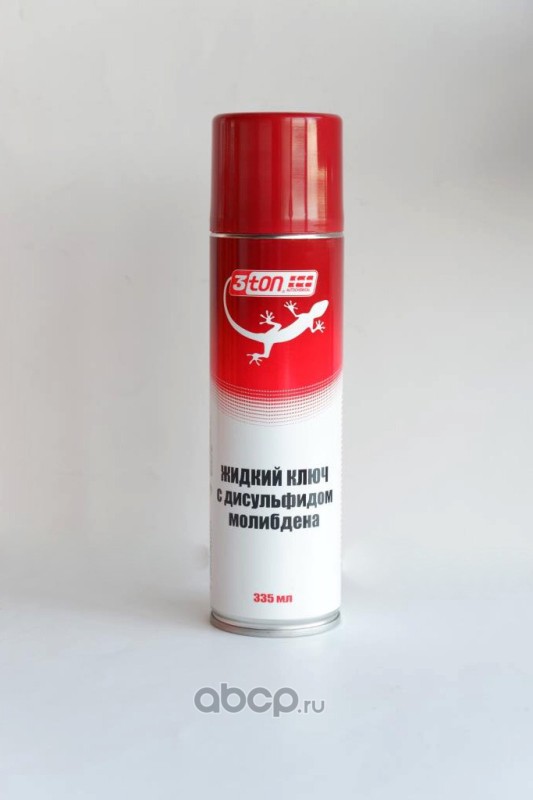 3ton
жидкий ключ
с дисульфидом
молибдена
335 мл
abcp.ru